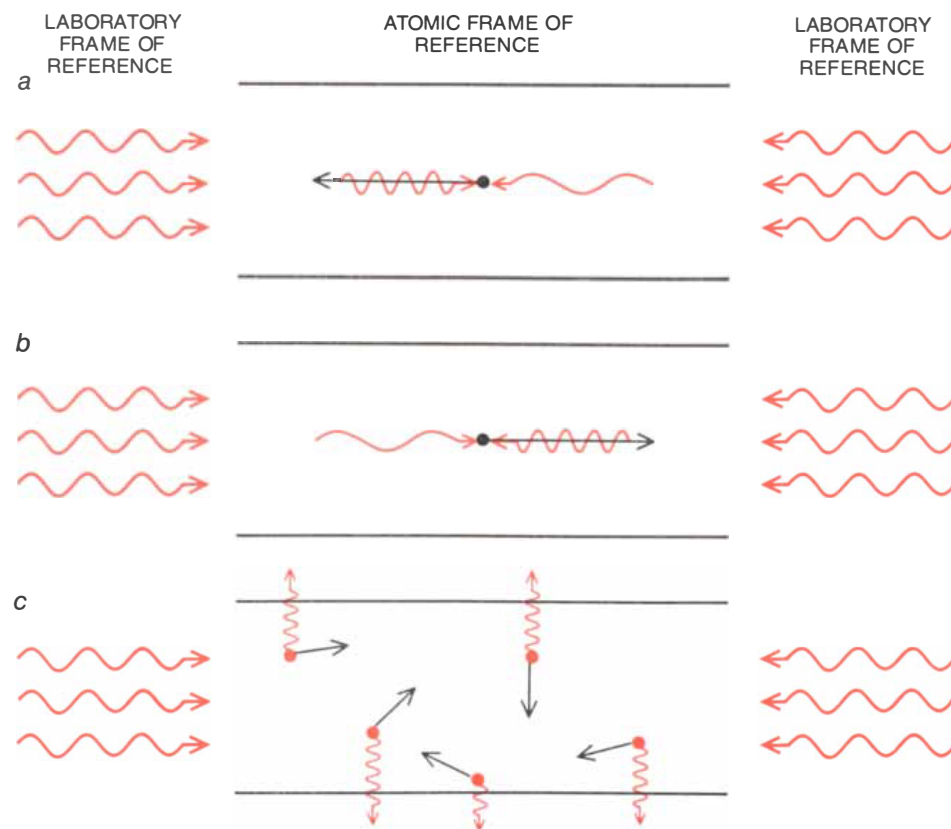 LABORATORY
FRAME OF
REFERENCE
ATOMIC FRAME OF
REFERENCE
LABORATORY
FRAME OF
REFERENCE
a
b
c